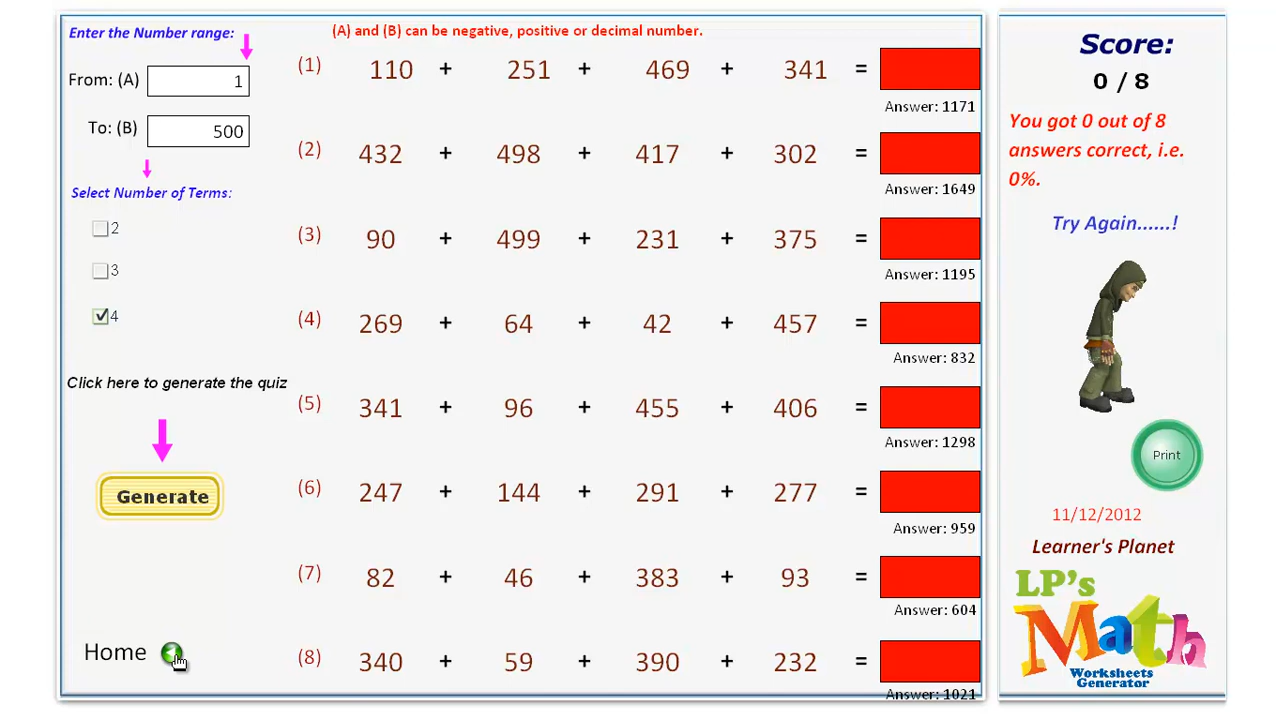 Enter the Number range:
From: (A) 1
To: (B) 500
Select Number of Terms:
2
3
4
Click here to generate the quiz
Generate
Home
(A) and (B) can be negative, positive or decimal number.
(1) 110 + 251 + 469 + 341 =
Answer: 1171
(2) 432 + 498 + 417 + 302 =
Answer: 1649
(3) 90 + 499 + 231 + 375 =
Answer: 1195
(4) 269 + 64 + 42 + 457 =
Answer: 832
(5) 341 + 96 + 455 + 406 =
Answer: 1298
(6) 247 + 144 + 291 + 277 =
Answer: 959
(7) 82 + 46 + 383 + 93 =
Answer: 604
(8) 340 + 59 + 390 + 232 =
Answer: 1021
Score:
0 / 8
You got 0 out of 8
answers correct, i.e.
0%.
Try Again......!
Print
11/12/2012
Learner's Planet
LP's
Math
Worksheets
Generator